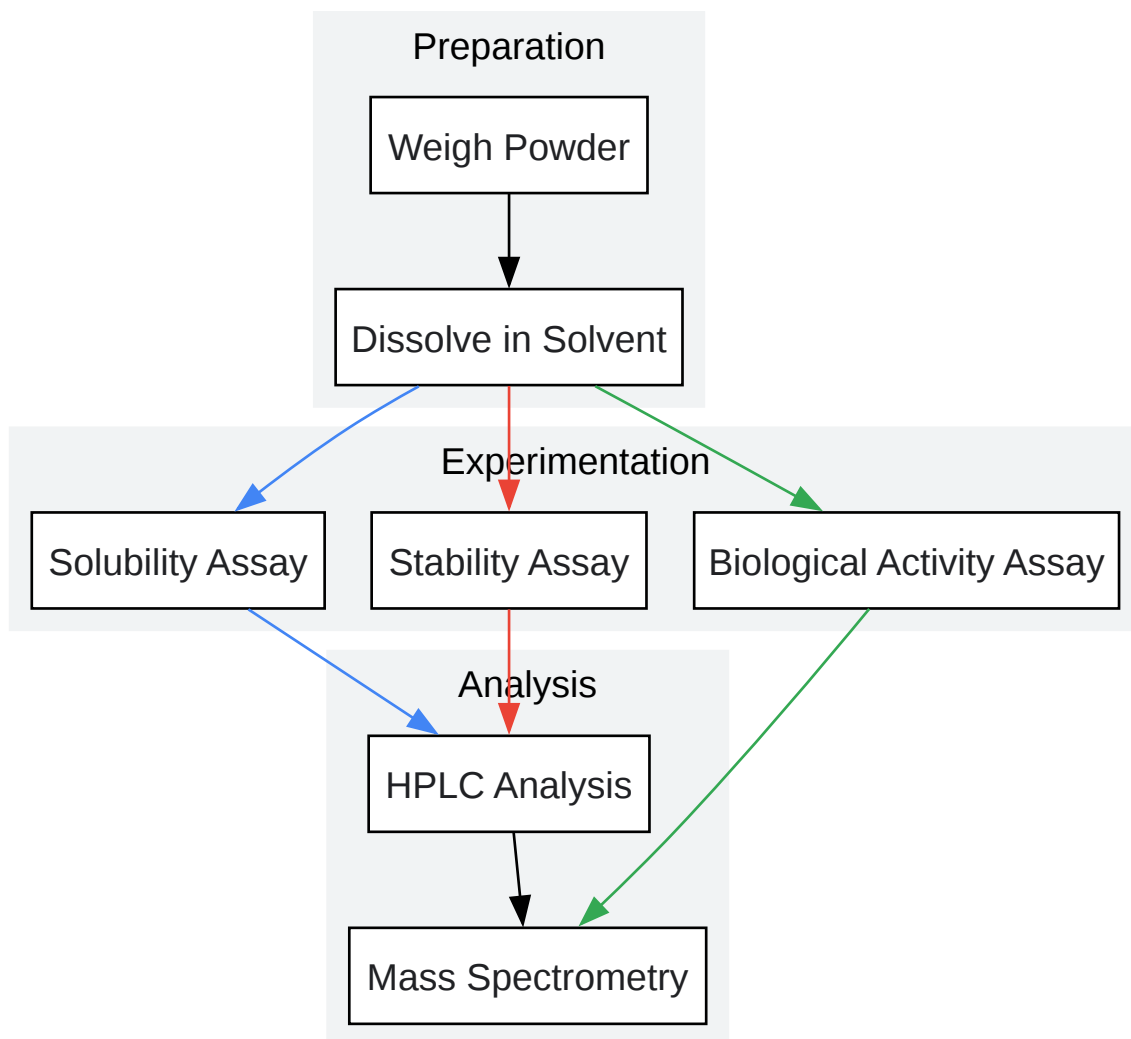 Preparation
Weigh Powder
Dissolve in Solvent
Experimentation
Solubility Assay
Stability Assay
Biological Activity Assay
Analysis
HPLC Analysis
Mass Spectrometry